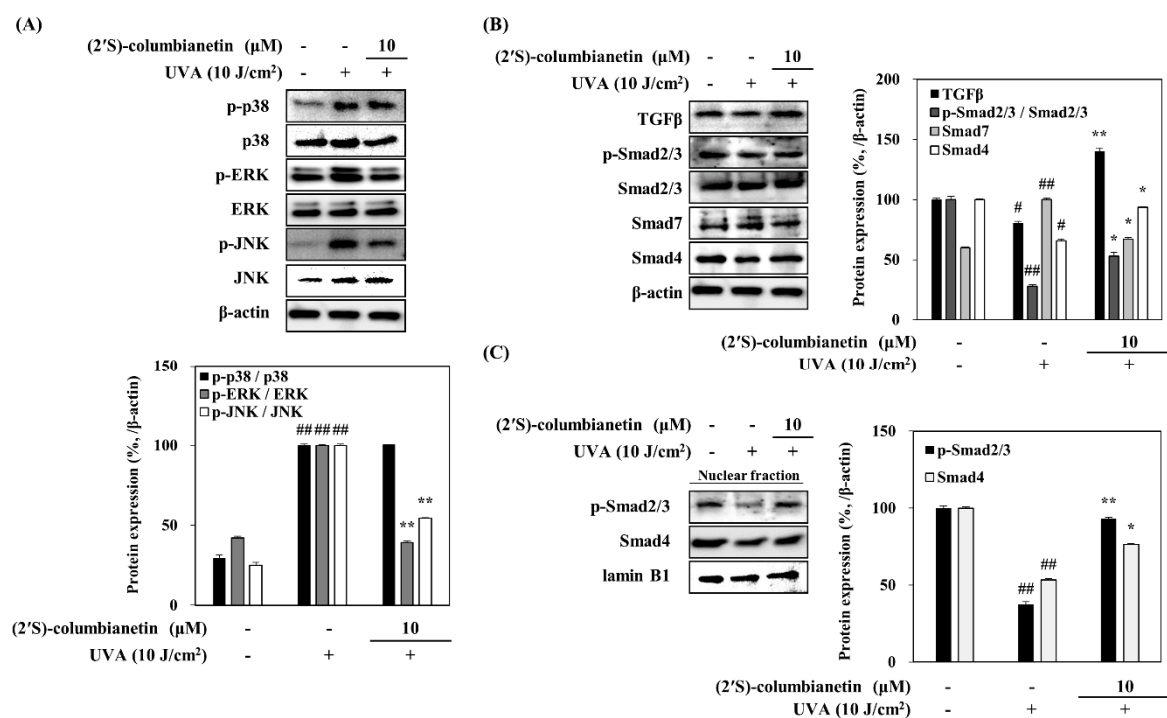 (A)
(2′S)-columbianetin (μM) - - 10
UVA (10 J/cm²) - + +
p-p38
p38
p-ERK
ERK
p-JNK
JNK
β-actin
Protein expression (%, /β-actin)
150
100
50
0
p-p38 / p38
p-ERK / ERK
p-JNK / JNK
## ## ##
**
**
(2′S)-columbianetin (μM) - - 10
UVA (10 J/cm²) - + +
(B)
(2′S)-columbianetin (μM) - - 10
UVA (10 J/cm²) - + +
TGFβ
p-Smad2/3
Smad2/3
Smad7
Smad4
β-actin
Protein expression (%, /β-actin)
200
150
100
50
0
TGFβ
p-Smad2/3 / Smad2/3
Smad7
Smad4
#
##
##
#
**
*
*
*
(2′S)-columbianetin (μM) - - 10
UVA (10 J/cm²) - + +
(C)
(2′S)-columbianetin (μM) - - 10
UVA (10 J/cm²) - + +
Nuclear fraction
p-Smad2/3
Smad4
lamin B1
Protein expression (%, /β-actin)
150
100
50
0
p-Smad2/3
Smad4
##
##
**
*
(2′S)-columbianetin (μM) - - 10
UVA (10 J/cm²) - + +